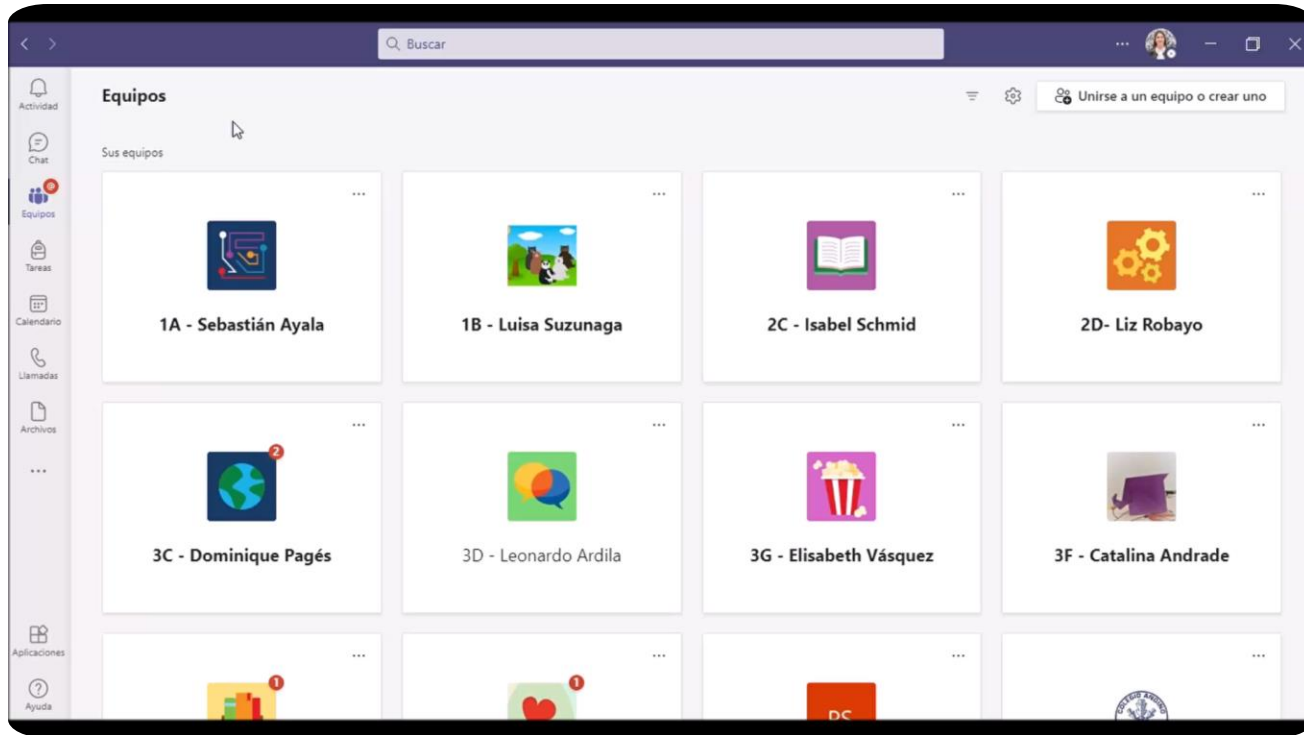 Buscar
Actividad
Chat
Equipos
Tareas
Calendario
Llamadas
Archivos
Aplicaciones
Ayuda
Equipos
Unirse a un equipo o crear uno
Sus equipos
1A - Sebastián Ayala
1B - Luisa Suzunaga
2C - Isabel Schmid
2D- Liz Robayo
2
3C - Dominique Pagés
3D - Leonardo Ardila
3G - Elisabeth Vásquez
3F - Catalina Andrade
1
1
COLEGIO ANDINO